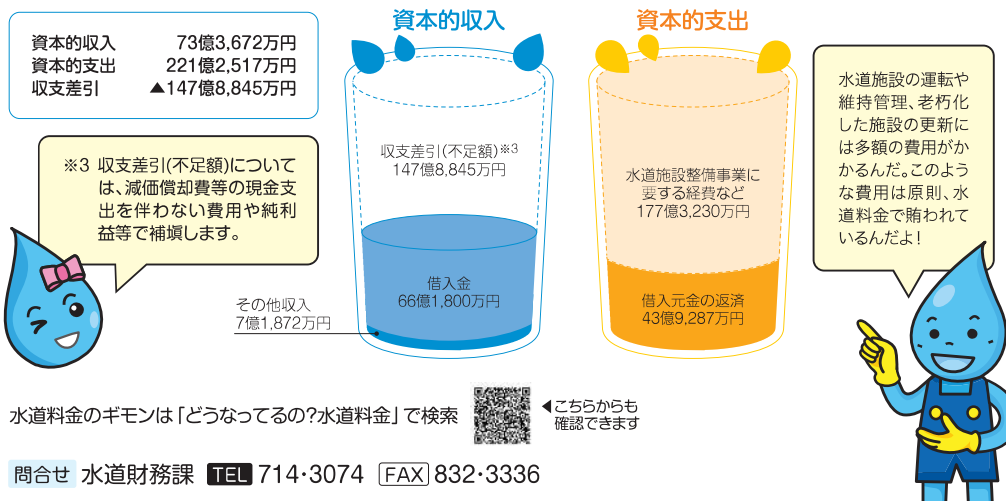 資本的収入 73億3,672万円
資本的支出 221億2,517万円
収支差引 ▲147億8,845万円
※3 収支差引(不足額)について
は、減価償却費等の現金支
出を伴わない費用や純利
益等で補塡します。
資本的収入
収支差引(不足額)※3
147億8,845万円
借入金
66億1,800万円
その他収入
7億1,872万円
資本的支出
水道施設整備事業に
要する経費など
177億3,230万円
借入元金の返済
43億9,287万円
水道施設の運転や
維持管理、老朽化
した施設の更新に
は多額の費用がか
かるんだ。このよう
な費用は原則、水
道料金で賄われて
いるんだよ!
水道料金のギモンは「どうなってるの?水道料金」で検索
◀こちらからも
確認できます
問合せ 水道財務課 TEL 714・3074 FAX 832・3336